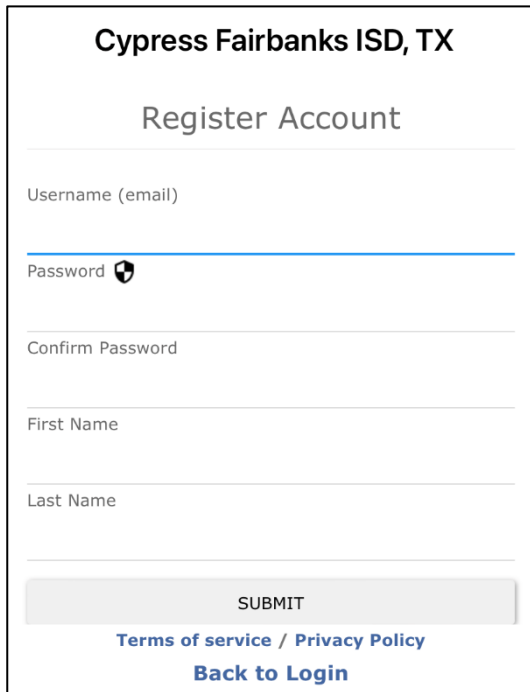 Cypress Fairbanks ISD, TX
Register Account
Username (email)
Password
Confirm Password
First Name
Last Name
SUBMIT
Terms of service / Privacy Policy
Back to Login